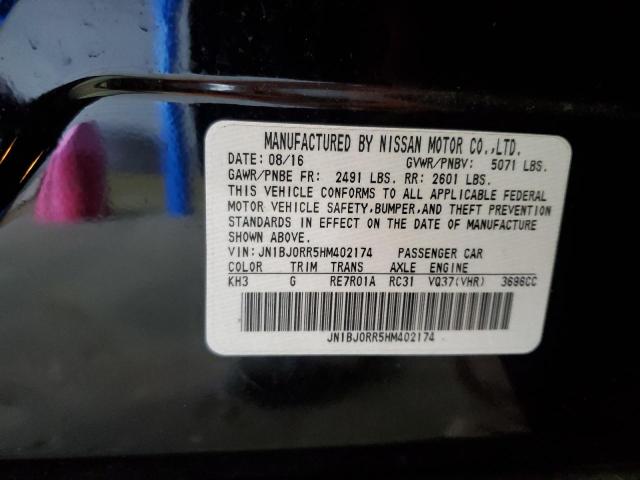 MANUFACTURED BY NISSAN MOTOR CO.,LTD.
DATE: 08/16 GVWR/PNBV: 5071 LBS.
GAWR/PNBE FR: 2491 LBS. RR: 2601 LBS.
THIS VEHICLE CONFORMS TO ALL APPLICABLE FEDERAL
MOTOR VEHICLE SAFETY,BUMPER,AND THEFT PREVENTION
STANDARDS IN EFFECT ON THE DATE OF MANUFACTURE
SHOWN ABOVE.
VIN: JN1BJ0RR5HM402174 PASSENGER CAR
COLOR TRIM TRANS AXLE ENGINE
KH3 G RE7R01A RC31 VQ37(VHR) 3696CC
JN1BJ0RR5HM402174